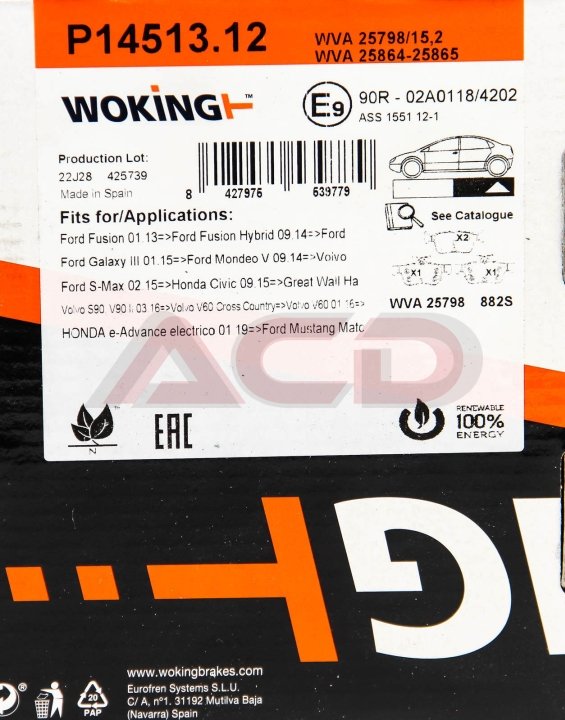 P14513.12
WVA 25798/15,2
WVA 25864-25865
WOKING
TM
E9
90R - 02A0118/4202
ASS 1551 12-1
Production Lot:
22J28 425739
Made in Spain
8 427975 639779
Fits for/Applications:
See Catalogue
Ford Fusion 01.13=>Ford Fusion Hybrid 09.14=>Ford
X2
Ford Galaxy III 01.15=>Ford Mondeo V 09.14=>Volvo
X1 X1
Ford S-Max 02.15=>Honda Civic 09.15=>Great Wall Ha
WVA 25798 882S
Volvo S90, V90 II 03.16=>Volvo V60 Cross Country=>Volvo V60 01.16=>
HONDA e-Advance electrico 01.19=>Ford Mustang Matc
ACD
N
EAC
RENEWABLE
100%
ENERGY
®
20
PAP
www.wokingbrakes.com
Eurofren Systems S.L.U.
C/ A, nº1. 31192 Mutilva Baja
(Navarra) Spain